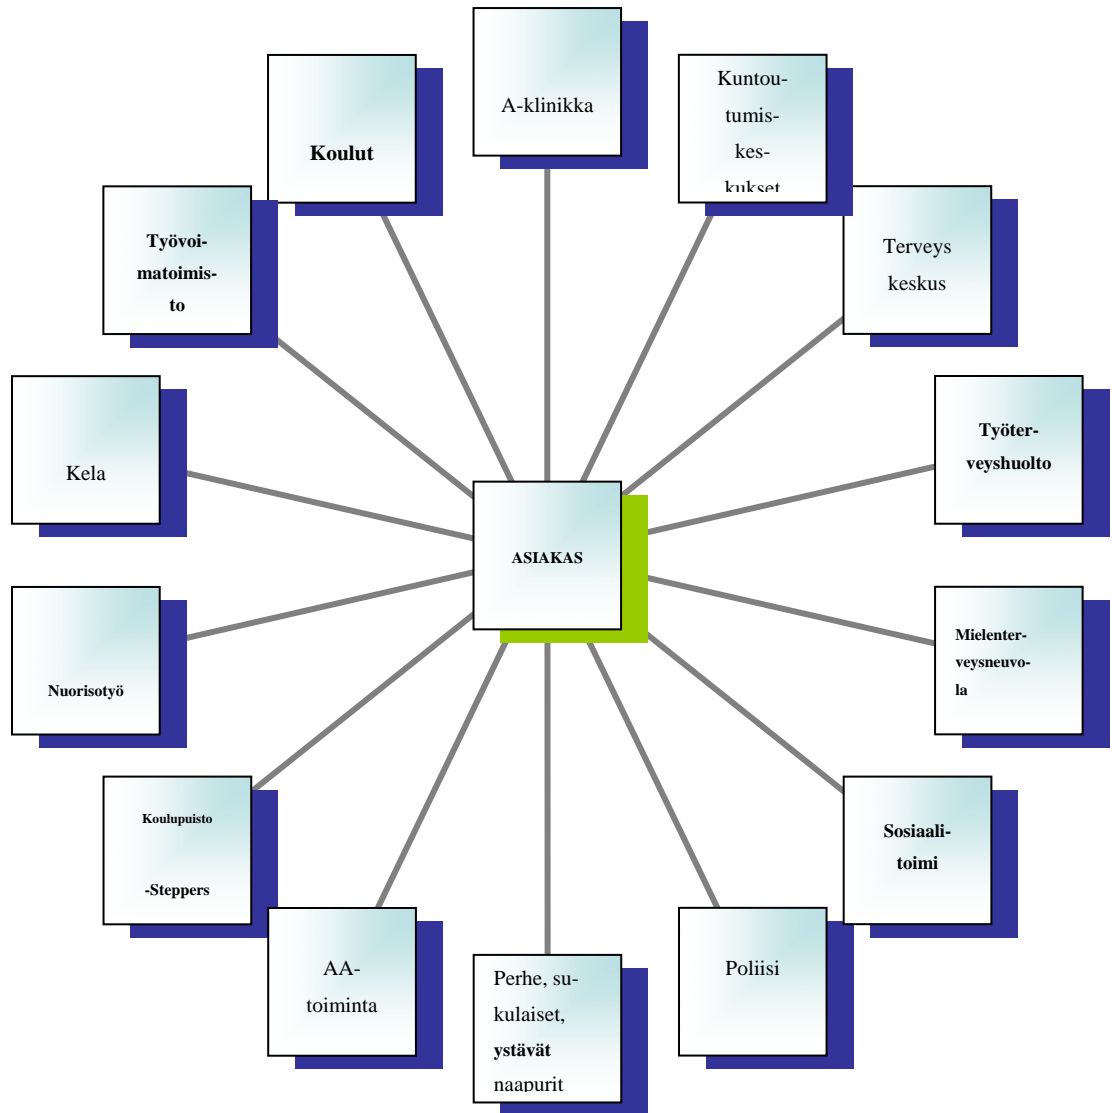 A-klinikka
Kuntou-
tumis-
kes-
kukset
Terveys
keskus
Työter-
veyshuolto
Mielenter-
veysneuvo-
la
Sosiaali-
toimi
Poliisi
Perhe, su-
kulaiset,
ystävät
naapurit
AA-
toiminta
Koulupuisto
-Steppers
Nuorisotyö
Kela
Työvoi-
matoimis-
to
Koulut
ASIAKAS